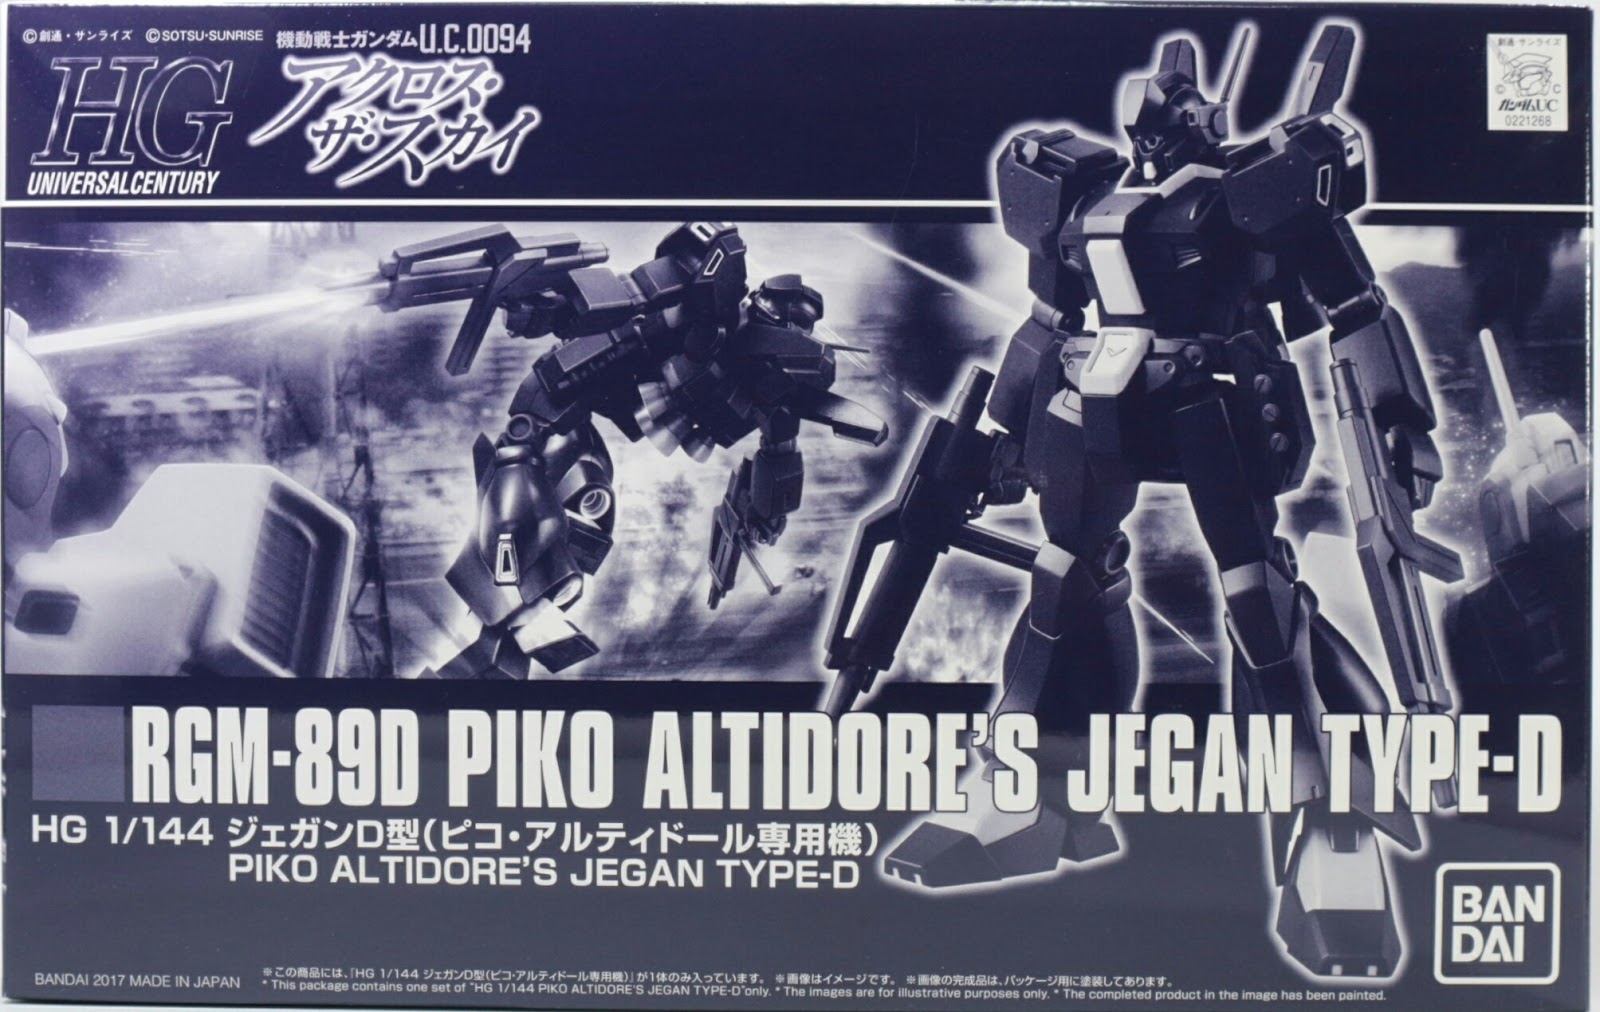 ©創通・サンライズ ©SOTSU・SUNRISE
機動戦士ガンダムU.C.0094
HG
UNIVERSAL CENTURY
アクロス・
ザ・スカイ
創通・サンライズ
© C
ガンダムUC
0221268
RGM-89D PIKO ALTIDORE'S JEGAN TYPE-D
HG 1/144 ジェガンD型(ピコ・アルティドール専用機)
PIKO ALTIDORE'S JEGAN TYPE-D
BAN
DAI
BANDAI 2017 MADE IN JAPAN
※この商品には、「HG 1/144 ジェガンD型(ピコ・アルティドール専用機)」が1体のみ入っています。 ※画像はイメージです。 ※画像の完成品は、パッケージ用に塗装してあります。
* This package contains one set of "HG 1/144 PIKO ALTIDORE'S JEGAN TYPE-D"only. * The images are for illustrative purposes only. * The completed product in the image has been painted.